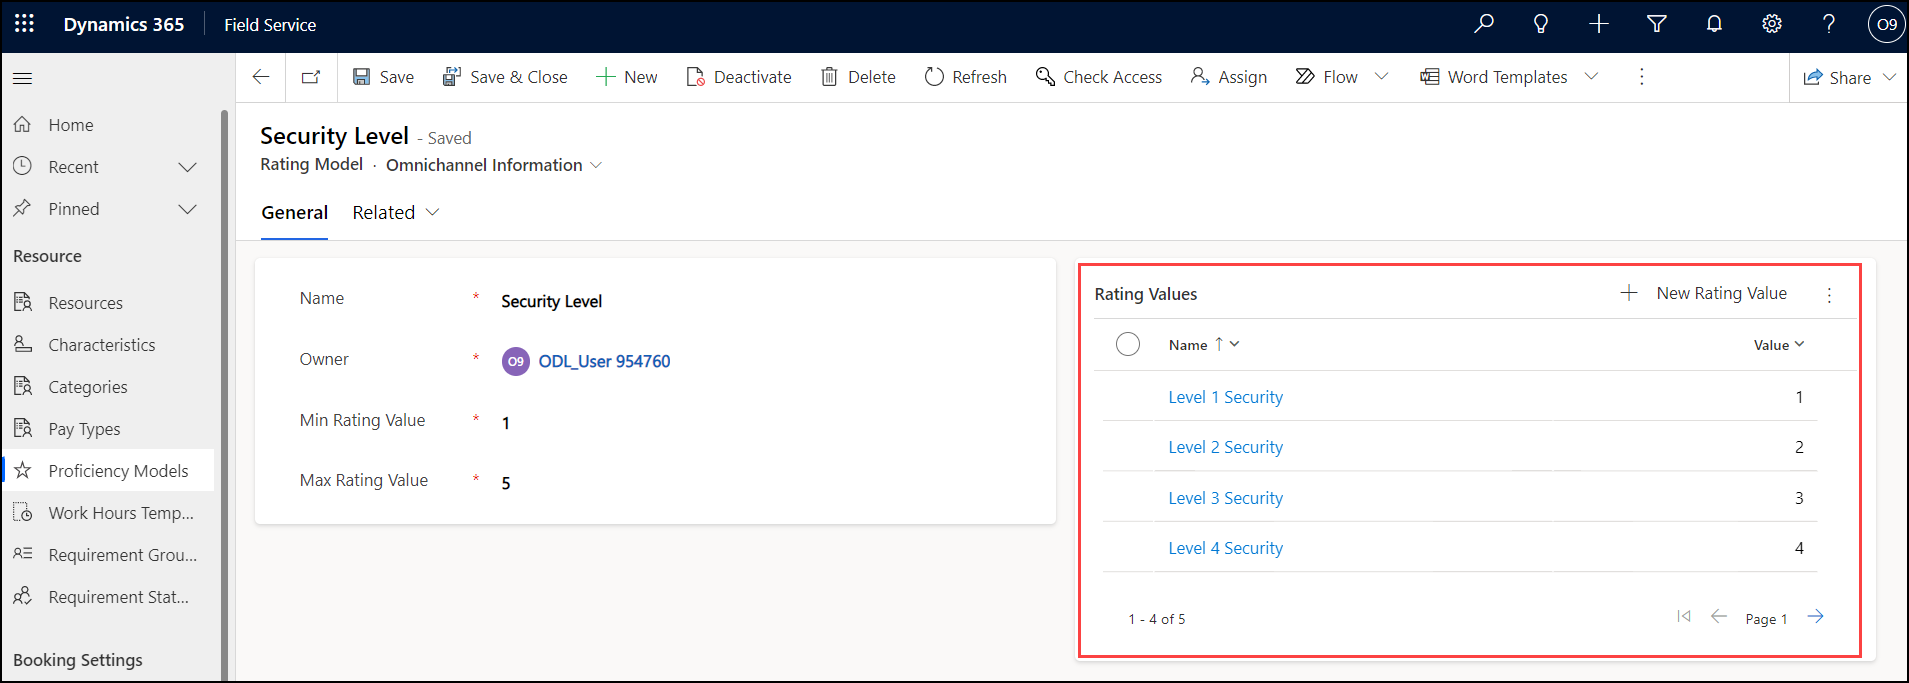 Dynamics 365 Field Service O9
Save Save & Close New Deactivate Delete Refresh Check Access Assign Flow Word Templates Share
Home
Recent
Pinned
Resource
Resources
Characteristics
Categories
Pay Types
Proficiency Models
Work Hours Temp...
Requirement Grou...
Requirement Stat...
Booking Settings
Security Level - Saved
Rating Model · Omnichannel Information
General Related
Name * Security Level
Owner * O9 ODL_User 954760
Min Rating Value * 1
Max Rating Value * 5
Rating Values + New Rating Value
Name ↑ Value
Level 1 Security 1
Level 2 Security 2
Level 3 Security 3
Level 4 Security 4
1 - 4 of 5 Page 1